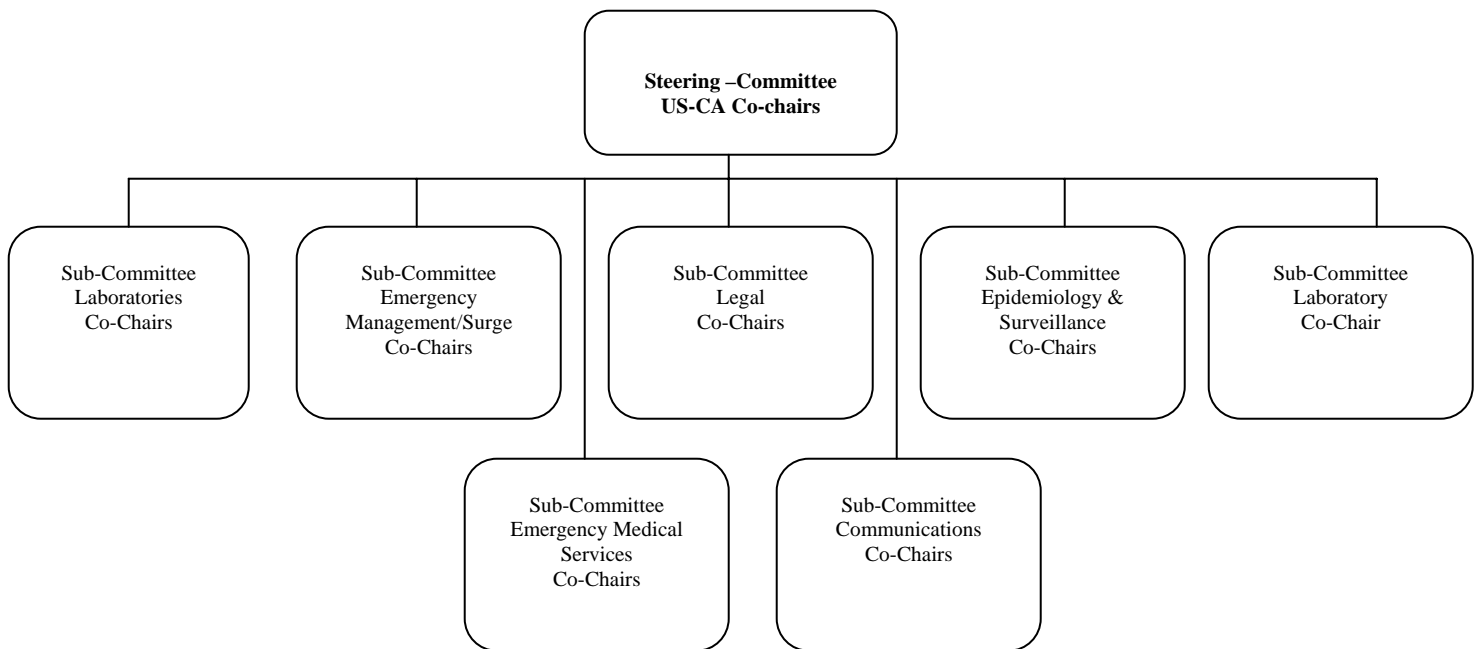 Steering –Committee
US-CA Co-chairs
Sub-Committee
Laboratories
Co-Chairs
Sub-Committee
Emergency
Management/Surge
Co-Chairs
Sub-Committee
Legal
Co-Chairs
Sub-Committee
Epidemiology &
Surveillance
Co-Chairs
Sub-Committee
Laboratory
Co-Chair
Sub-Committee
Emergency Medical
Services
Co-Chairs
Sub-Committee
Communications
Co-Chairs